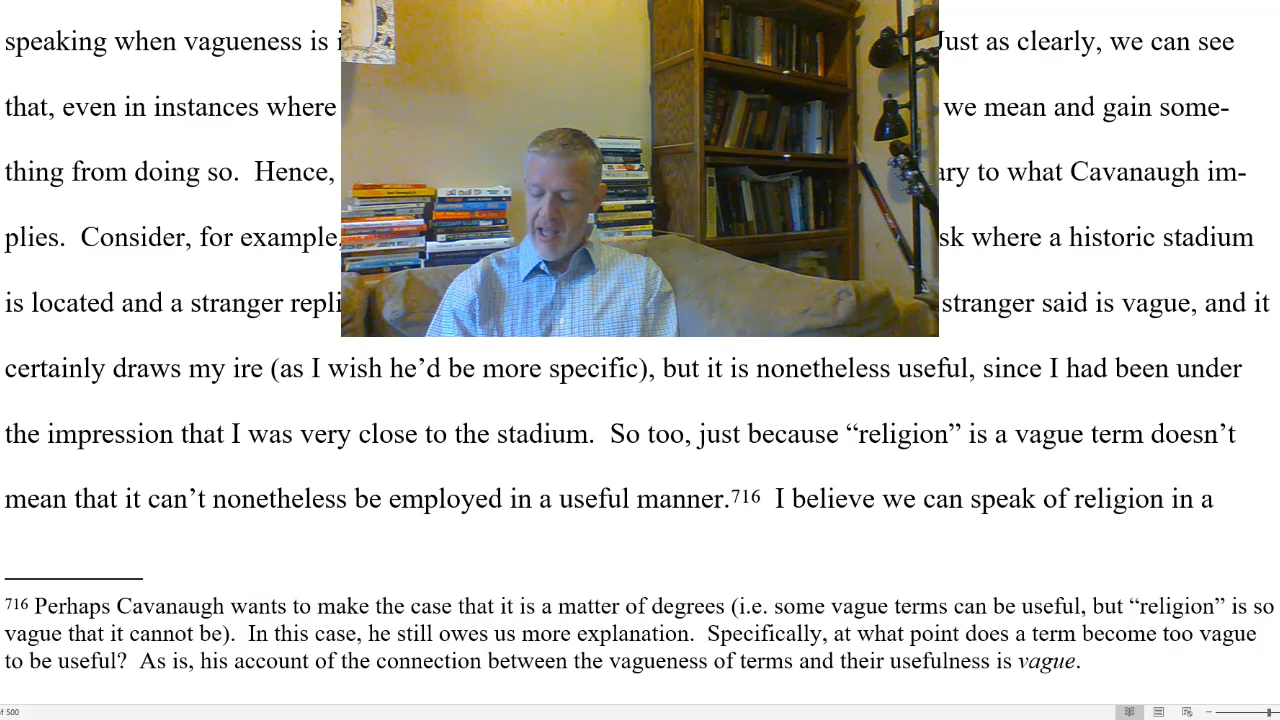 speaking when vagueness is Just as clearly, we can see
that, even in instances where we mean and gain some-
thing from doing so. Hence, to what Cavanaugh im-
plies. Consider, for example, where a historic stadium
is located and a stranger stranger said is vague, and it
certainly draws my ire (as I wish he’d be more specific), but it is nonetheless useful, since I had been under
the impression that I was very close to the stadium. So too, just because “religion” is a vague term doesn’t
mean that it can’t nonetheless be employed in a useful manner.716 I believe we can speak of religion in a
716 Perhaps Cavanaugh wants to make the case that it is a matter of degrees (i.e. some vague terms can be useful, but “religion” is so
vague that it cannot be). In this case, he still owes us more explanation. Specifically, at what point does a term become too vague
to be useful? As is, his account of the connection between the vagueness of terms and their usefulness is vague.
of 500